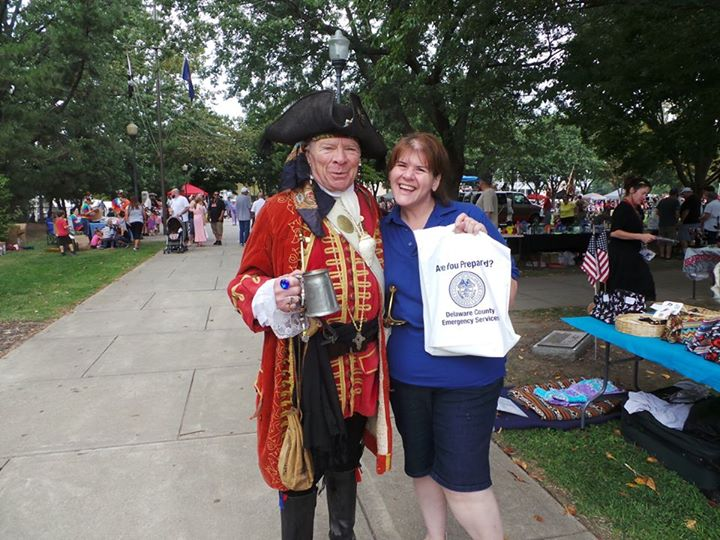 Are You Prepared?
Delaware County
Emergency Services